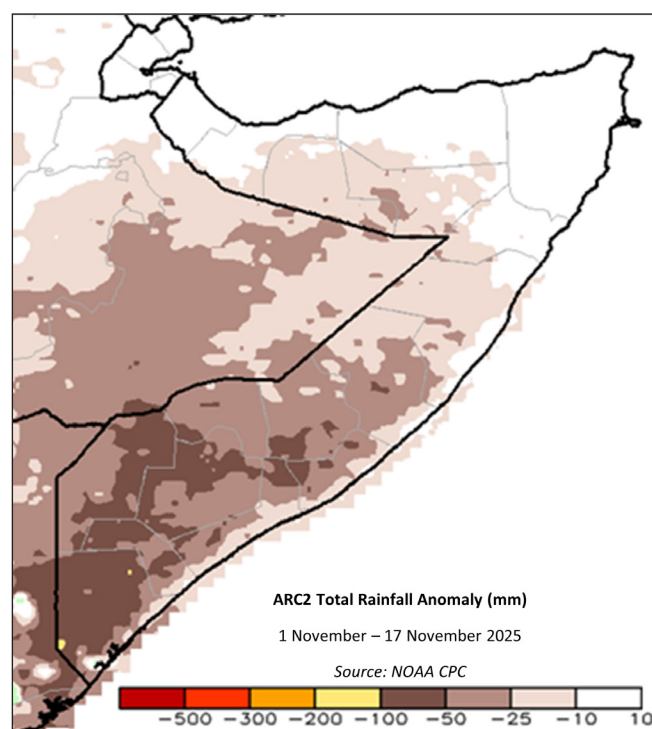 ARC2 Total Rainfall Anomaly (mm)
1 November – 17 November 2025
Source: NOAA CPC
-500 -300 -200 -100 -50 -25 -10 10